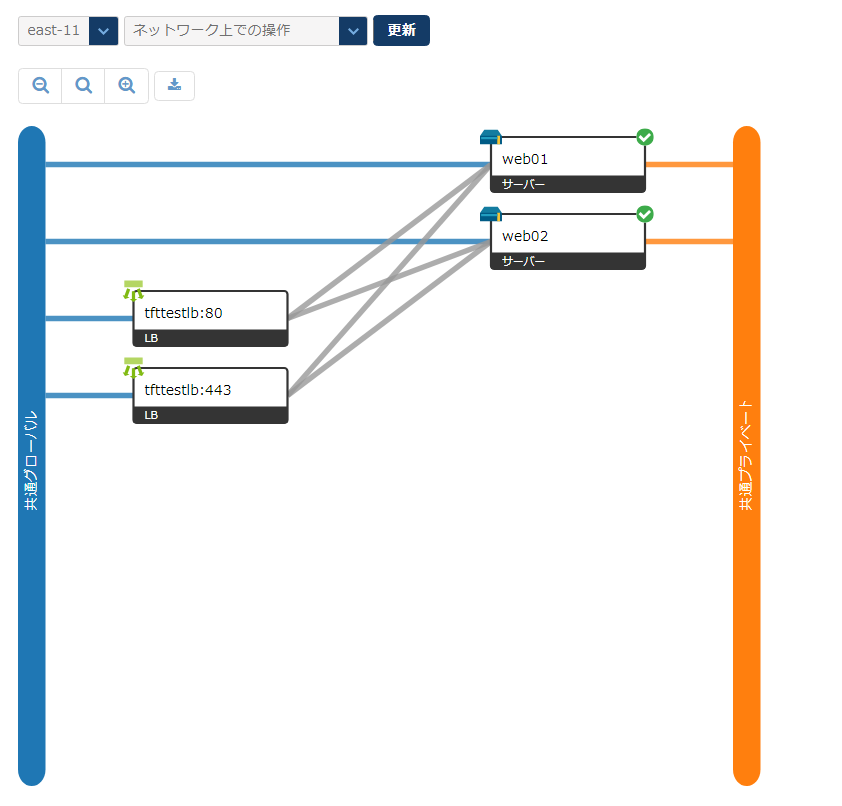 east-11
ネットワーク上での操作
更新
web01
サーバー
web02
サーバー
tfttestlb:80
LB
tfttestlb:443
LB
共通グローバル
共通プライベート